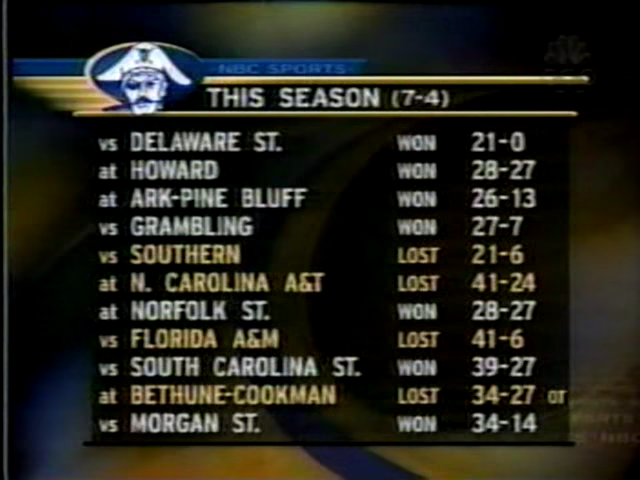 NBC SPORTS
THIS SEASON (7-4)
vs DELAWARE ST. WON 21-0
at HOWARD WON 28-27
at ARK-PINE BLUFF WON 26-13
vs GRAMBLING WON 27-7
vs SOUTHERN LOST 21-6
at N. CAROLINA A&T LOST 41-24
at NORFOLK ST. WON 28-27
vs FLORIDA A&M LOST 41-6
vs SOUTH CAROLINA ST. WON 39-27
at BETHUNE-COOKMAN LOST 34-27 OT
vs MORGAN ST. WON 34-14